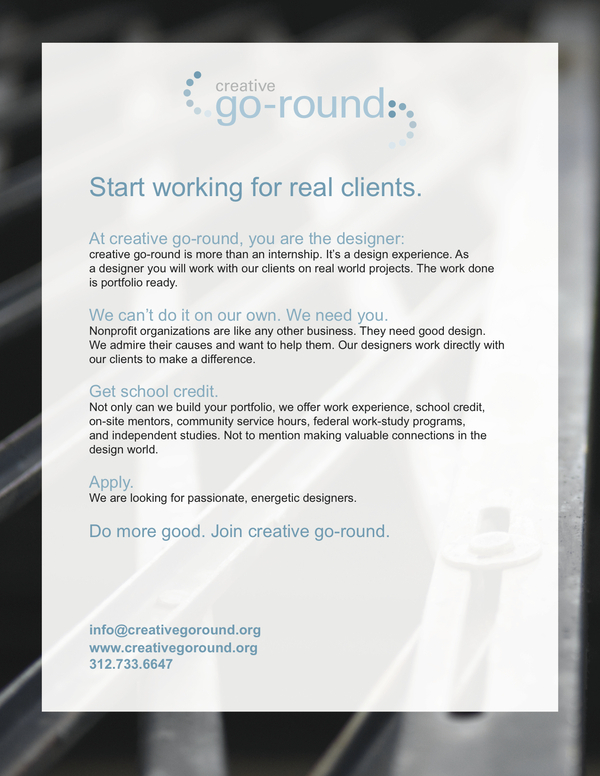 creative
go-round
Start working for real clients.
At creative go-round, you are the designer:
creative go-round is more than an internship. It's a design experience. As
a designer you will work with our clients on real world projects. The work done
is portfolio ready.
We can't do it on our own. We need you.
Nonprofit organizations are like any other business. They need good design.
We admire their causes and want to help them. Our designers work directly with
our clients to make a difference.
Get school credit.
Not only can we build your portfolio, we offer work experience, school credit,
on-site mentors, community service hours, federal work-study programs,
and independent studies. Not to mention making valuable connections in the
design world.
Apply.
We are looking for passionate, energetic designers.
Do more good. Join creative go-round.
info@creativegoround.org
www.creativegoround.org
312.733.6647